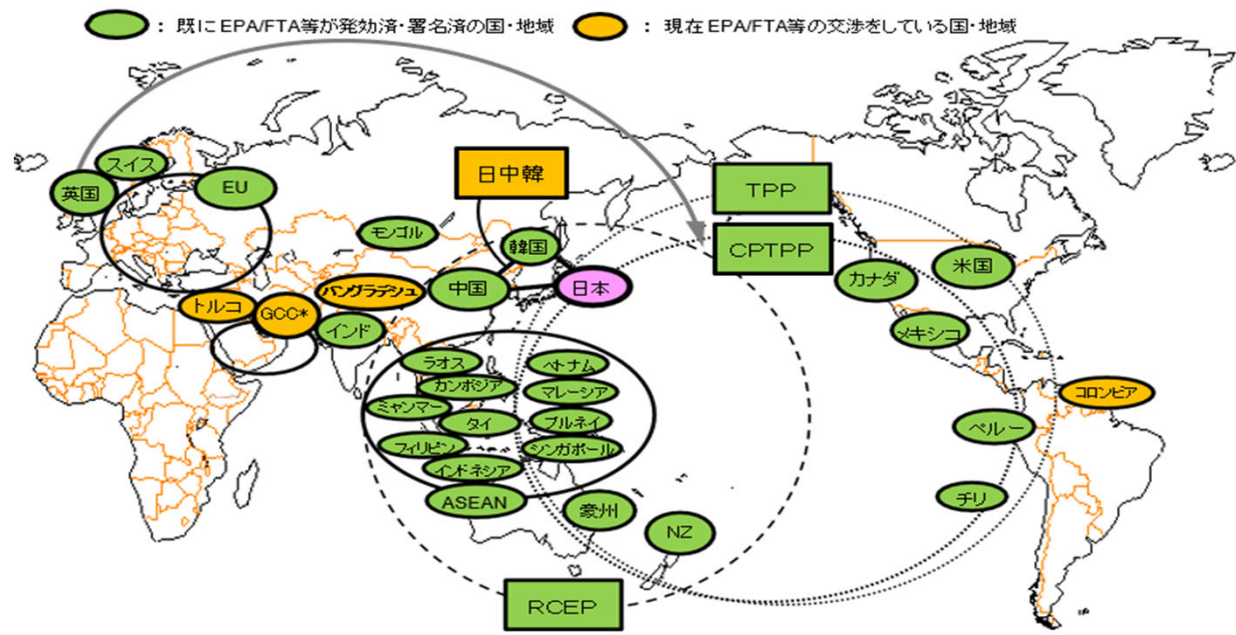 ：既にEPA/FTA等が発効済・署名済の国・地域
：現在EPA/FTA等の交渉をしている国・地域
スイス
英国
EU
日中韓
TPP
モンゴル
韓国
CPTPP
トルコ
GCC*
バングラデシュ
中国
日本
カナダ
米国
インド
メキシコ
ラオス
ベトナム
カンボジア
マレーシア
ミャンマー
タイ
ブルネイ
フィリピン
シンガポール
インドネシア
ASEAN
コロンビア
ペルー
チリ
豪州
NZ
RCEP